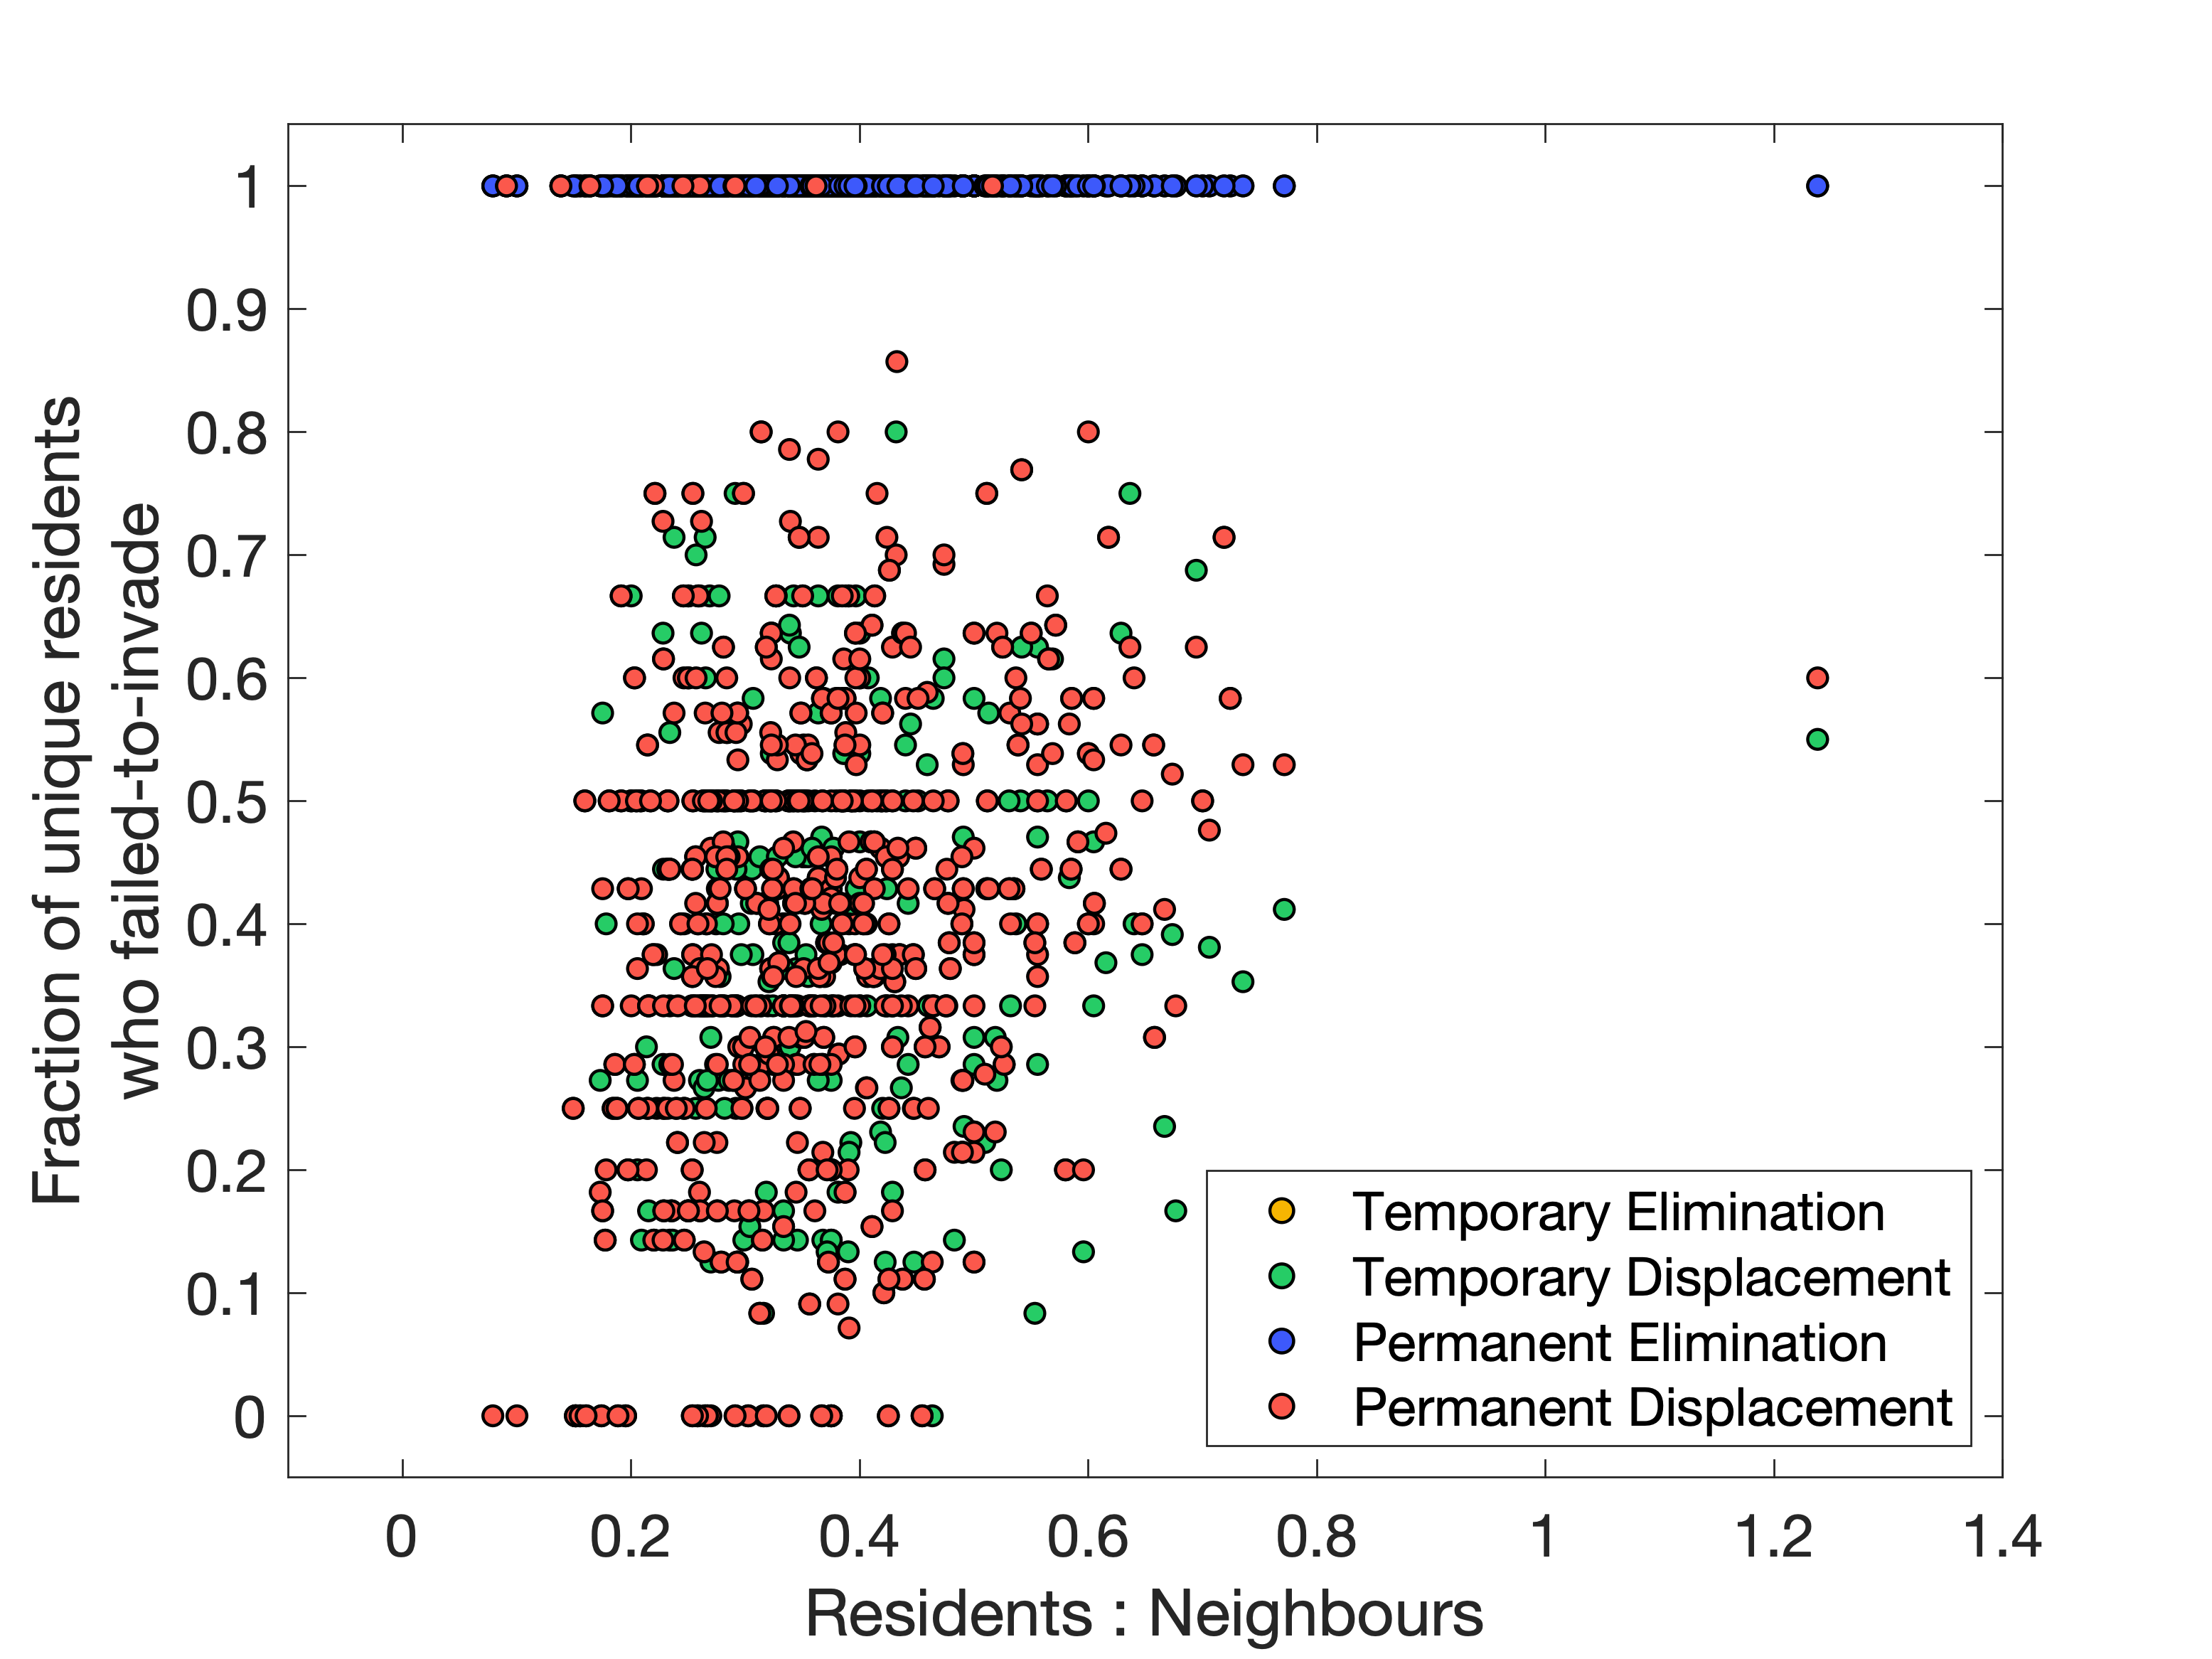 Fraction of unique residents
who failed-to-invade
1
0.9
0.8
0.7
0.6
0.5
0.4
0.3
0.2
0.1
0
Temporary Elimination
Temporary Displacement
Permanent Elimination
Permanent Displacement
0 0.2 0.4 0.6 0.8 1 1.2 1.4
Residents : Neighbours